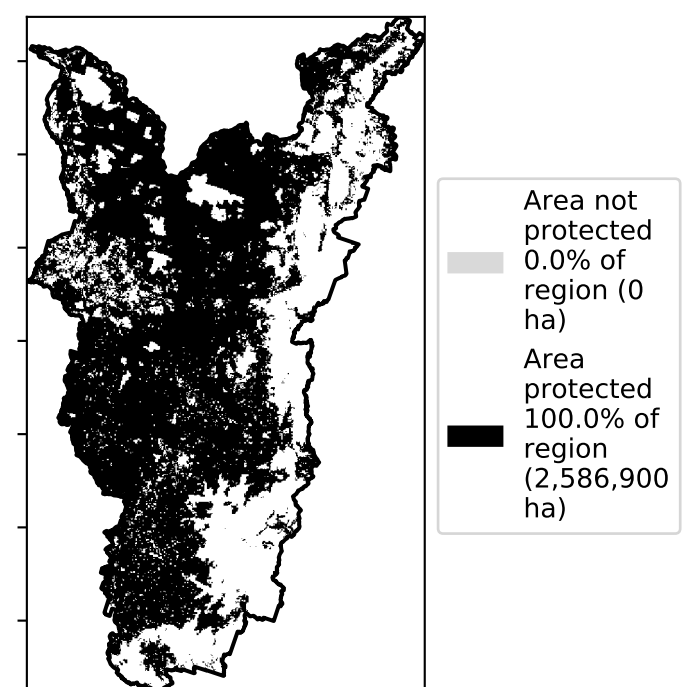 Area not
protected
0.0% of
region (0
ha)
Area
protected
100.0% of
region
(2,586,900
ha)